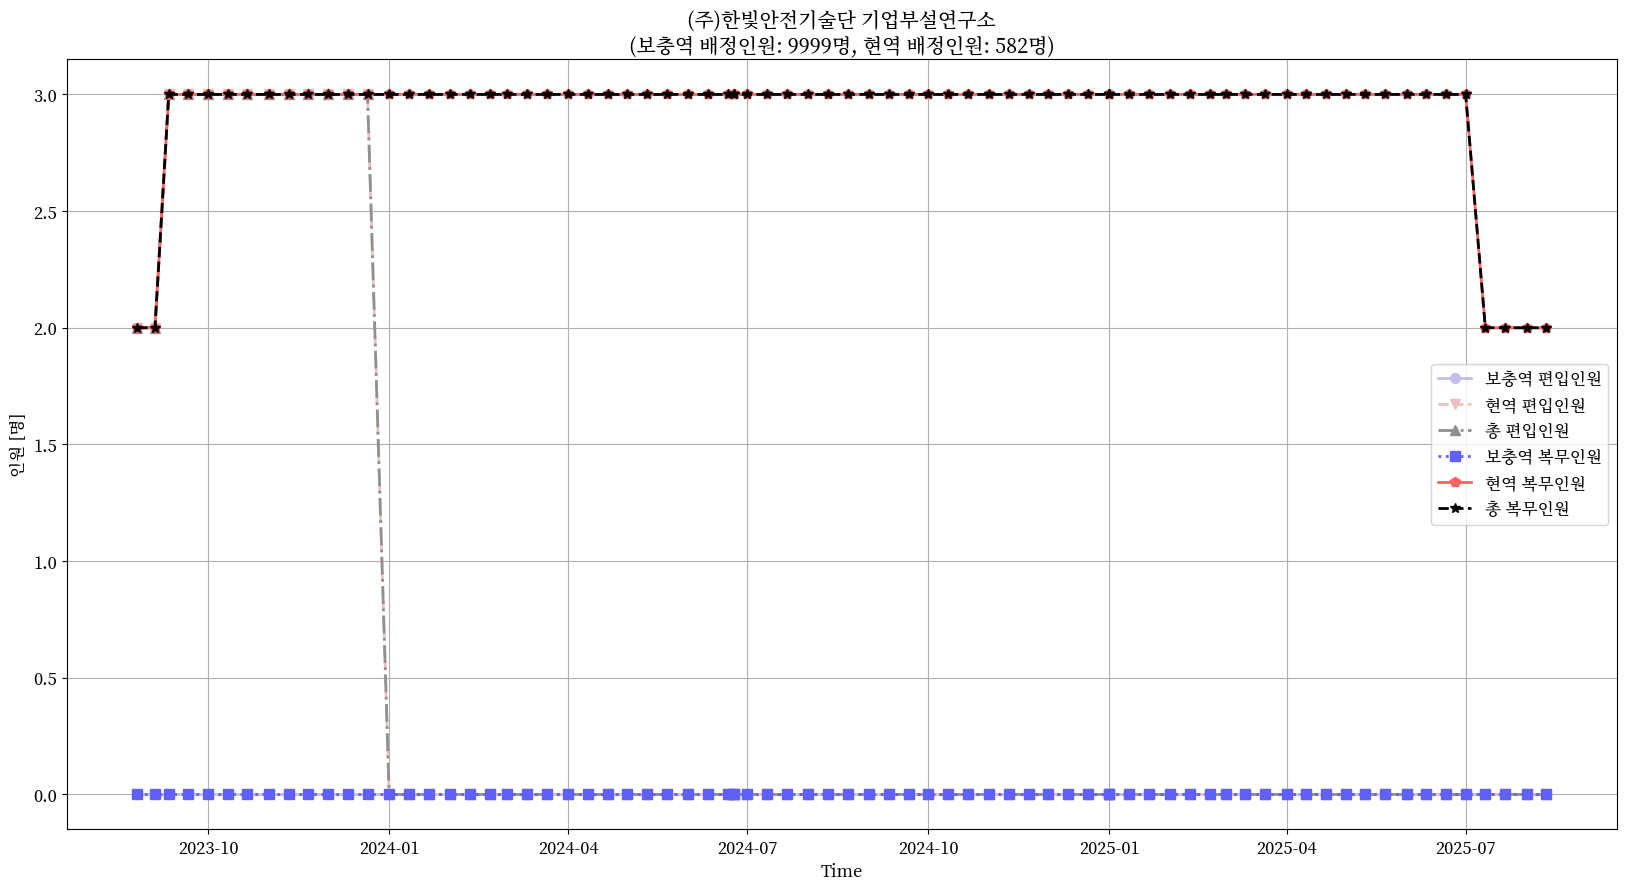 (주)한빛안전기술단 기업부설연구소
(보충역 배정인원: 9999명, 현역 배정인원: 582명)
인원 [명]
3.0
2.5
2.0
1.5
1.0
0.5
0.0
보충역 편입인원
현역 편입인원
총 편입인원
보충역 복무인원
현역 복무인원
총 복무인원
2023-10 2024-01 2024-04 2024-07 2024-10 2025-01 2025-04 2025-07
Time